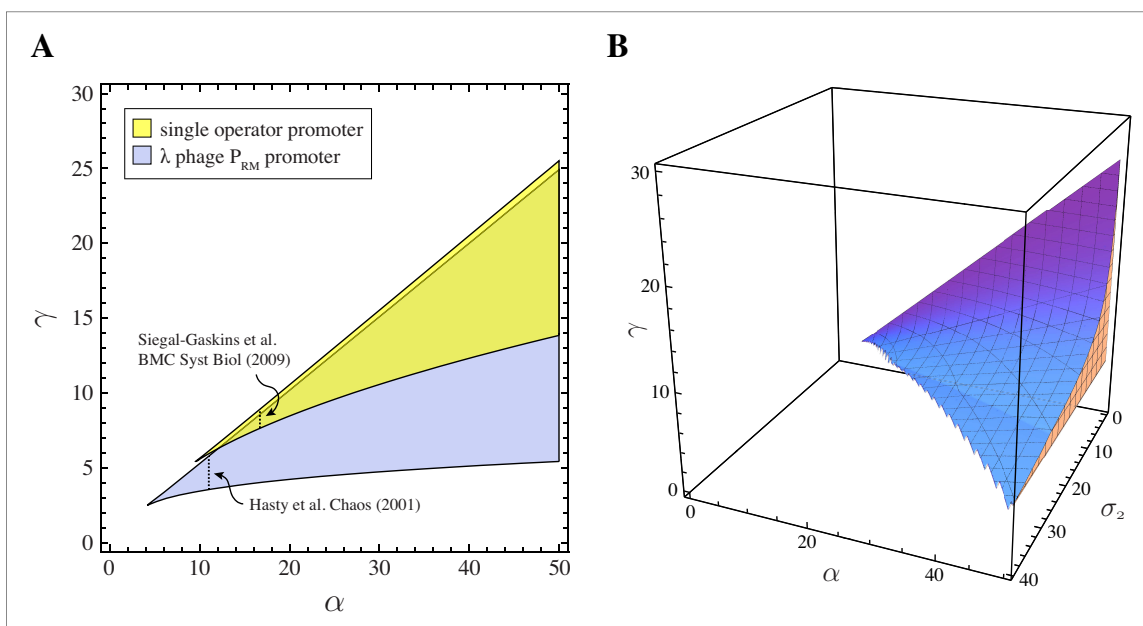 A
B
30
25
20
15
10
5
0
γ
single operator promoter
λ phage P_RM promoter
Siegal-Gaskins et al.
BMC Syst Biol (2009)
Hasty et al. Chaos (2001)
0 10 20 30 40 50
α
30
20
10
0
γ
0
20
40
α
0
10
20
30
40
σ₂